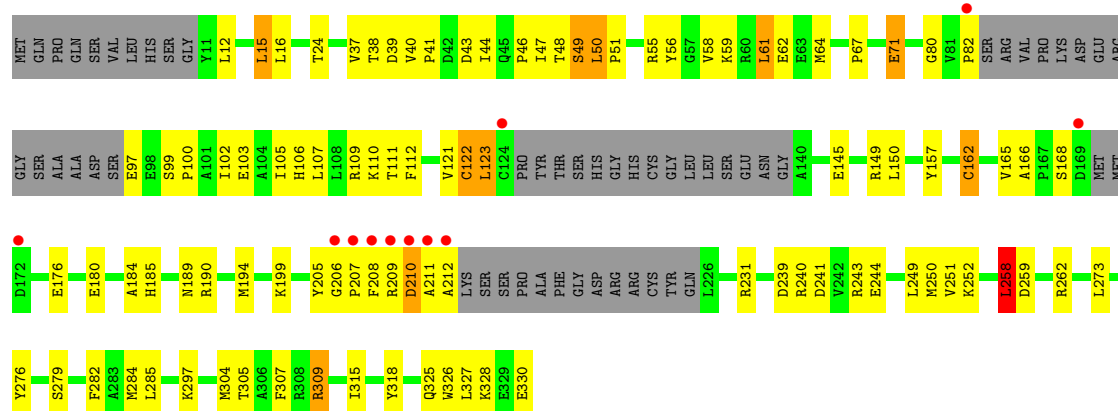 MET GLN PRO GLN SER VAL LEU HIS SER GLY Y11 L12 L15 L16 T24 V37 T38 D39 V40 P41 D42 D43 I44 Q45 P46 I47 T48 S49 L50 P51 R55 Y56 G57 V58 K59 R60 L61 E62 E63 M64 P67 E71 G80 V81 P82 SER ARG VAL PRO LYS ASP GLU ARG
GLY SER ALA ALA ASP SER E97 E98 S99 P100 A101 I102 E103 A104 I105 H106 L107 L108 R109 K110 T111 F112 V121 C122 L123 C124 PRO TYR THR SER HIS GLY HIS CYS GLY LEU LEU SER GLU ASN GLY A140 E145 R149 L150 Y157 C162 V165 A166 P167 S168 D169 MET MET
D172 E176 E180 A184 H185 N189 R190 M194 K199 Y205 G206 P207 F208 R209 D210 A211 A212 LYS SER SER PRO ALA PHE GLY ASP ARG ARG CYS TYR GLN L226 R231 D239 R240 D241 V242 R243 E244 L249 M250 V251 K252 L258 D259 R262 L273
Y276 S279 F282 A283 M284 L285 K297 M304 T305 A306 F307 R308 R309 I315 Y318 Q325 W326 L327 K328 E329 E330